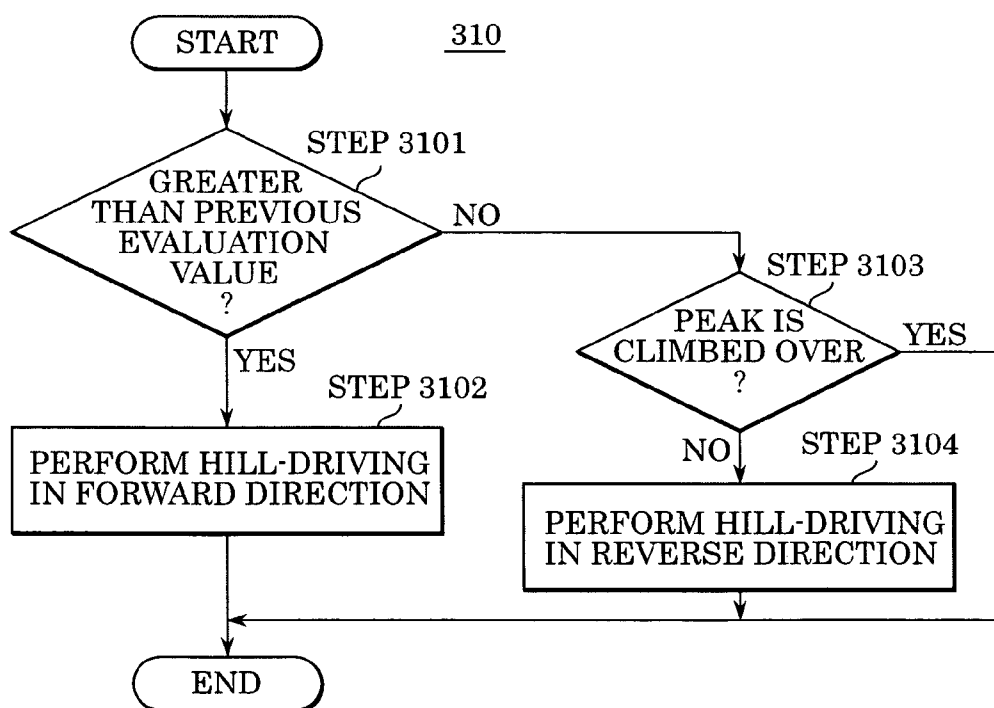 START
310
STEP 3101
GREATER
THAN PREVIOUS
EVALUATION
VALUE
?
NO
YES
STEP 3102
PERFORM HILL-DRIVING
IN FORWARD DIRECTION
STEP 3103
PEAK IS
CLIMBED OVER
?
YES
NO
STEP 3104
PERFORM HILL-DRIVING
IN REVERSE DIRECTION
END